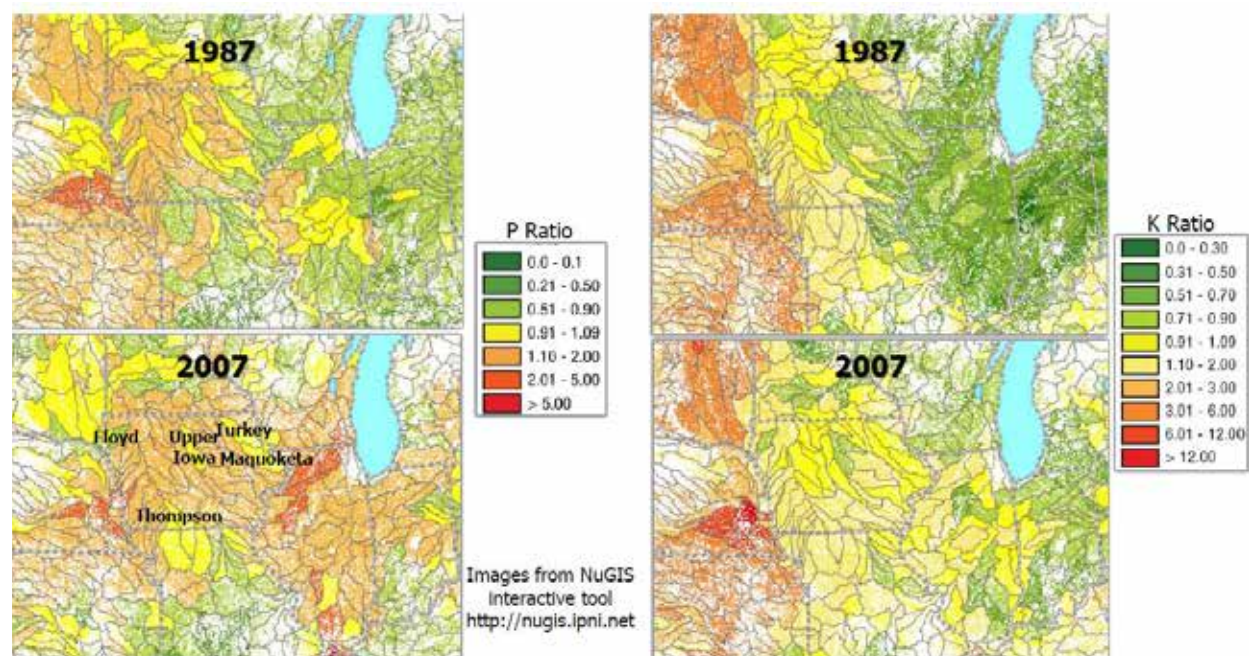 1987
1987
P Ratio
0.0 - 0.1
0.21 - 0.50
0.51 - 0.90
0.91 - 1.09
1.10 - 2.00
2.01 - 5.00
> 5.00
K Ratio
0.0 - 0.30
0.31 - 0.50
0.51 - 0.70
0.71 - 0.90
0.91 - 1.00
1.10 - 2.00
2.01 - 3.00
3.01 - 6.00
6.01 - 12.00
> 12.00
2007
Floyd
Upper
Turkey
Iowa
Maquoketa
Thompson
2007
Images from NuGIS
interactive tool
http://nugis.ipni.net